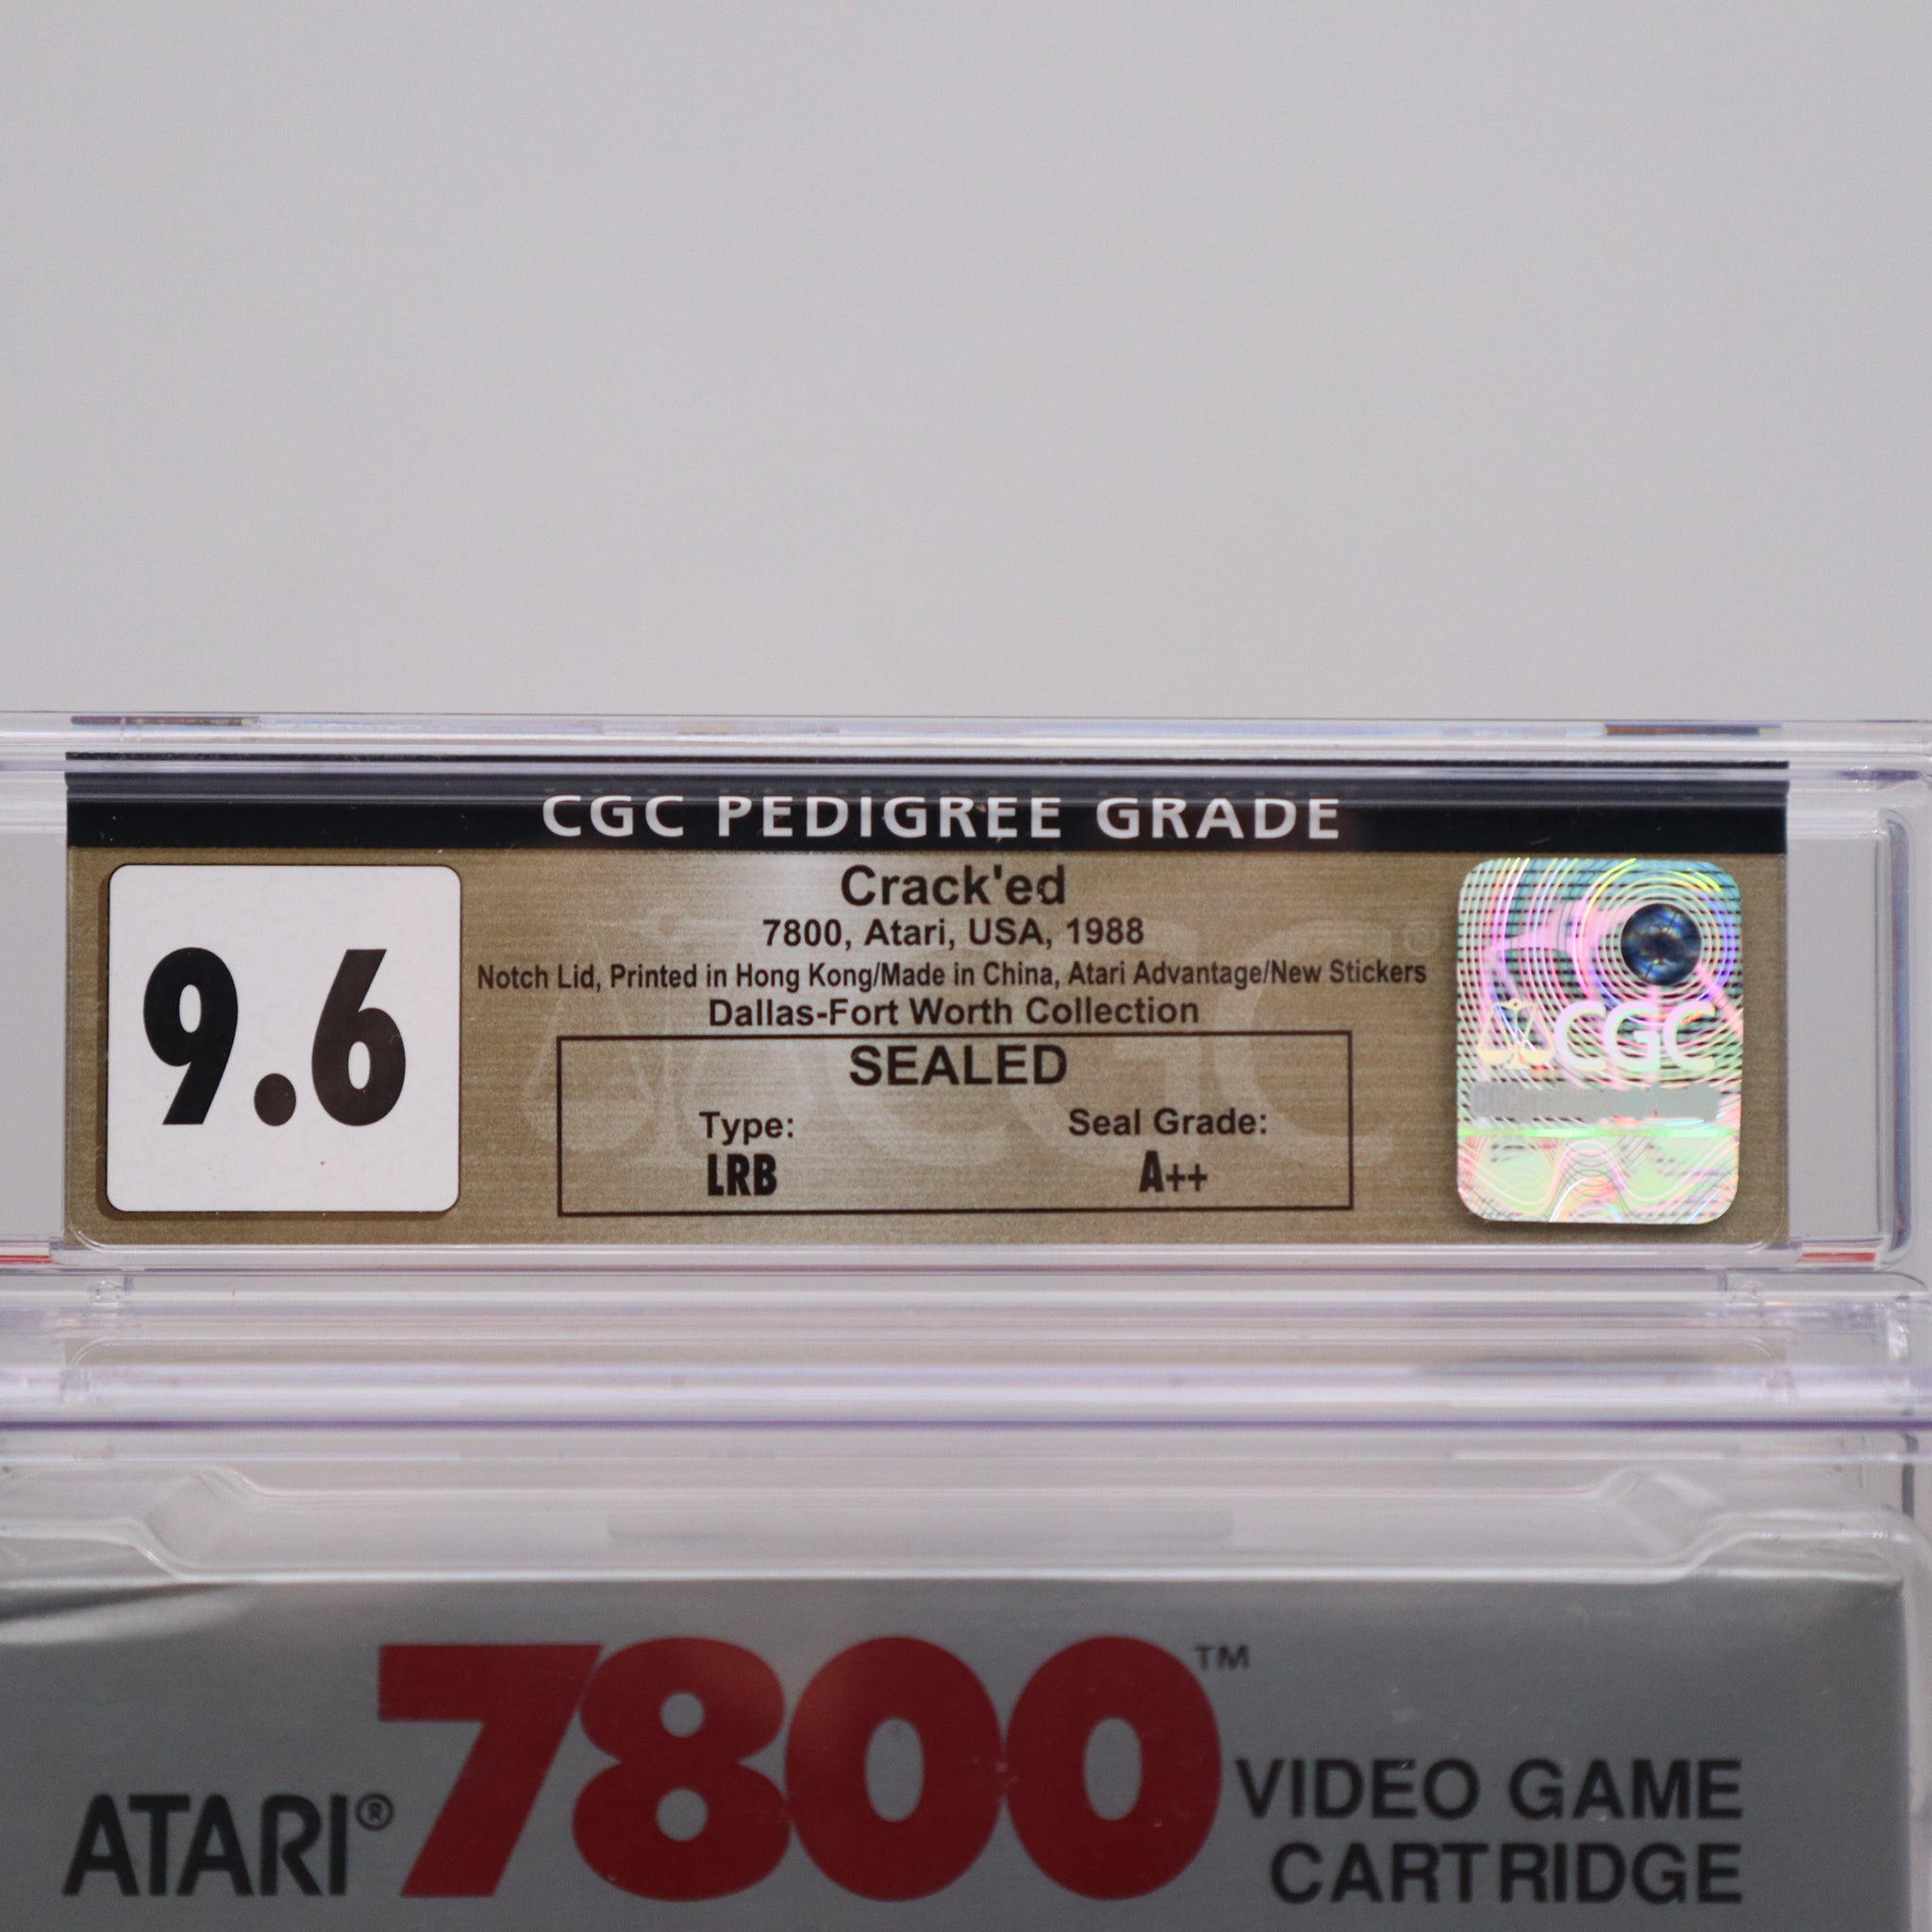 CGC PEDIGREE GRADE
9.6
Crack'ed
7800, Atari, USA, 1988
Notch Lid, Printed in Hong Kong/Made in China, Atari Advantage/New Stickers
Dallas-Fort Worth Collection
SEALED
Type: Seal Grade:
LRB A++
CGC
ATARI® 7800™ VIDEO GAME
CARTRIDGE